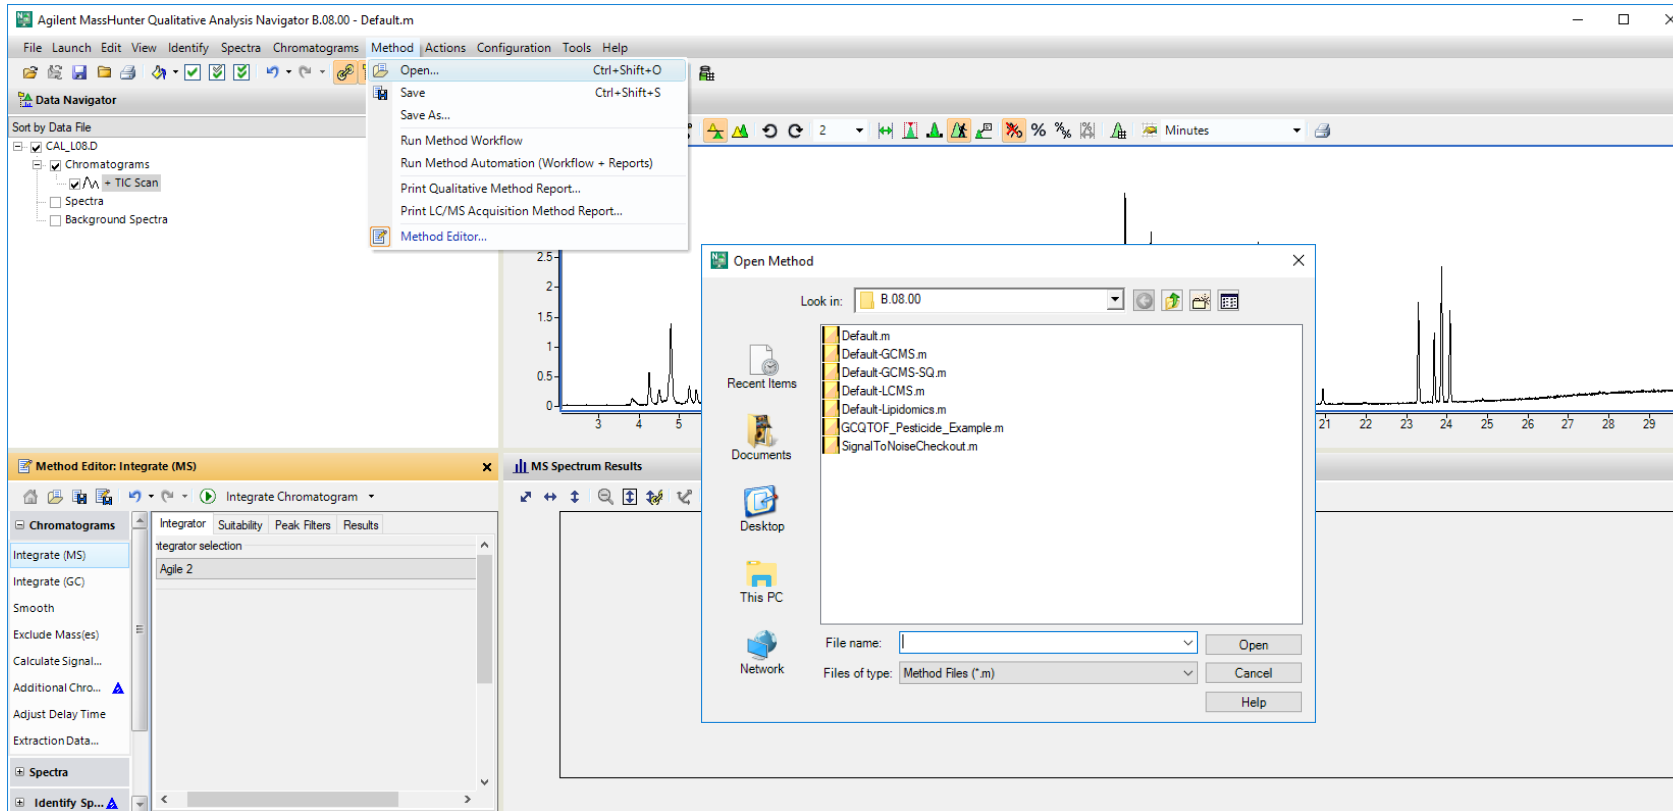 Agilent MassHunter Qualitative Analysis Navigator B.08.00 - Default.m
File Launch Edit View Identify Spectra Chromatograms Method Actions Configuration Tools Help
Open... Ctrl+Shift+O
Save Ctrl+Shift+S
Save As...
Run Method Workflow
Run Method Automation (Workflow + Reports)
Print Qualitative Method Report...
Print LC/MS Acquisition Method Report...
Method Editor...
Data Navigator
Sort by Data File
CAL_L08.D
Chromatograms
+ TIC Scan
Spectra
Background Spectra
2 Minutes
2.5
2
1.5
1
0.5
0
3 4 5 21 22 23 24 25 26 27 28 29
Open Method
Look in: B.08.00
Recent Items
Documents
Desktop
This PC
Network
Default.m
Default-GCMS.m
Default-GCMS-SQ.m
Default-LCMS.m
Default-Lipidomics.m
GCQTOF_Pesticide_Example.m
SignalToNoiseCheckout.m
File name: Open
Files of type: Method Files (*.m) Cancel
Help
Method Editor: Integrate (MS)
Integrate Chromatogram
Chromatograms
Integrate (MS)
Integrate (GC)
Smooth
Exclude Mass(es)
Calculate Signal...
Additional Chro...
Adjust Delay Time
Extraction Data...
Spectra
Identify Sp...
Integrator Suitability Peak Filters Results
ntegrator selection
Agile 2
MS Spectrum Results